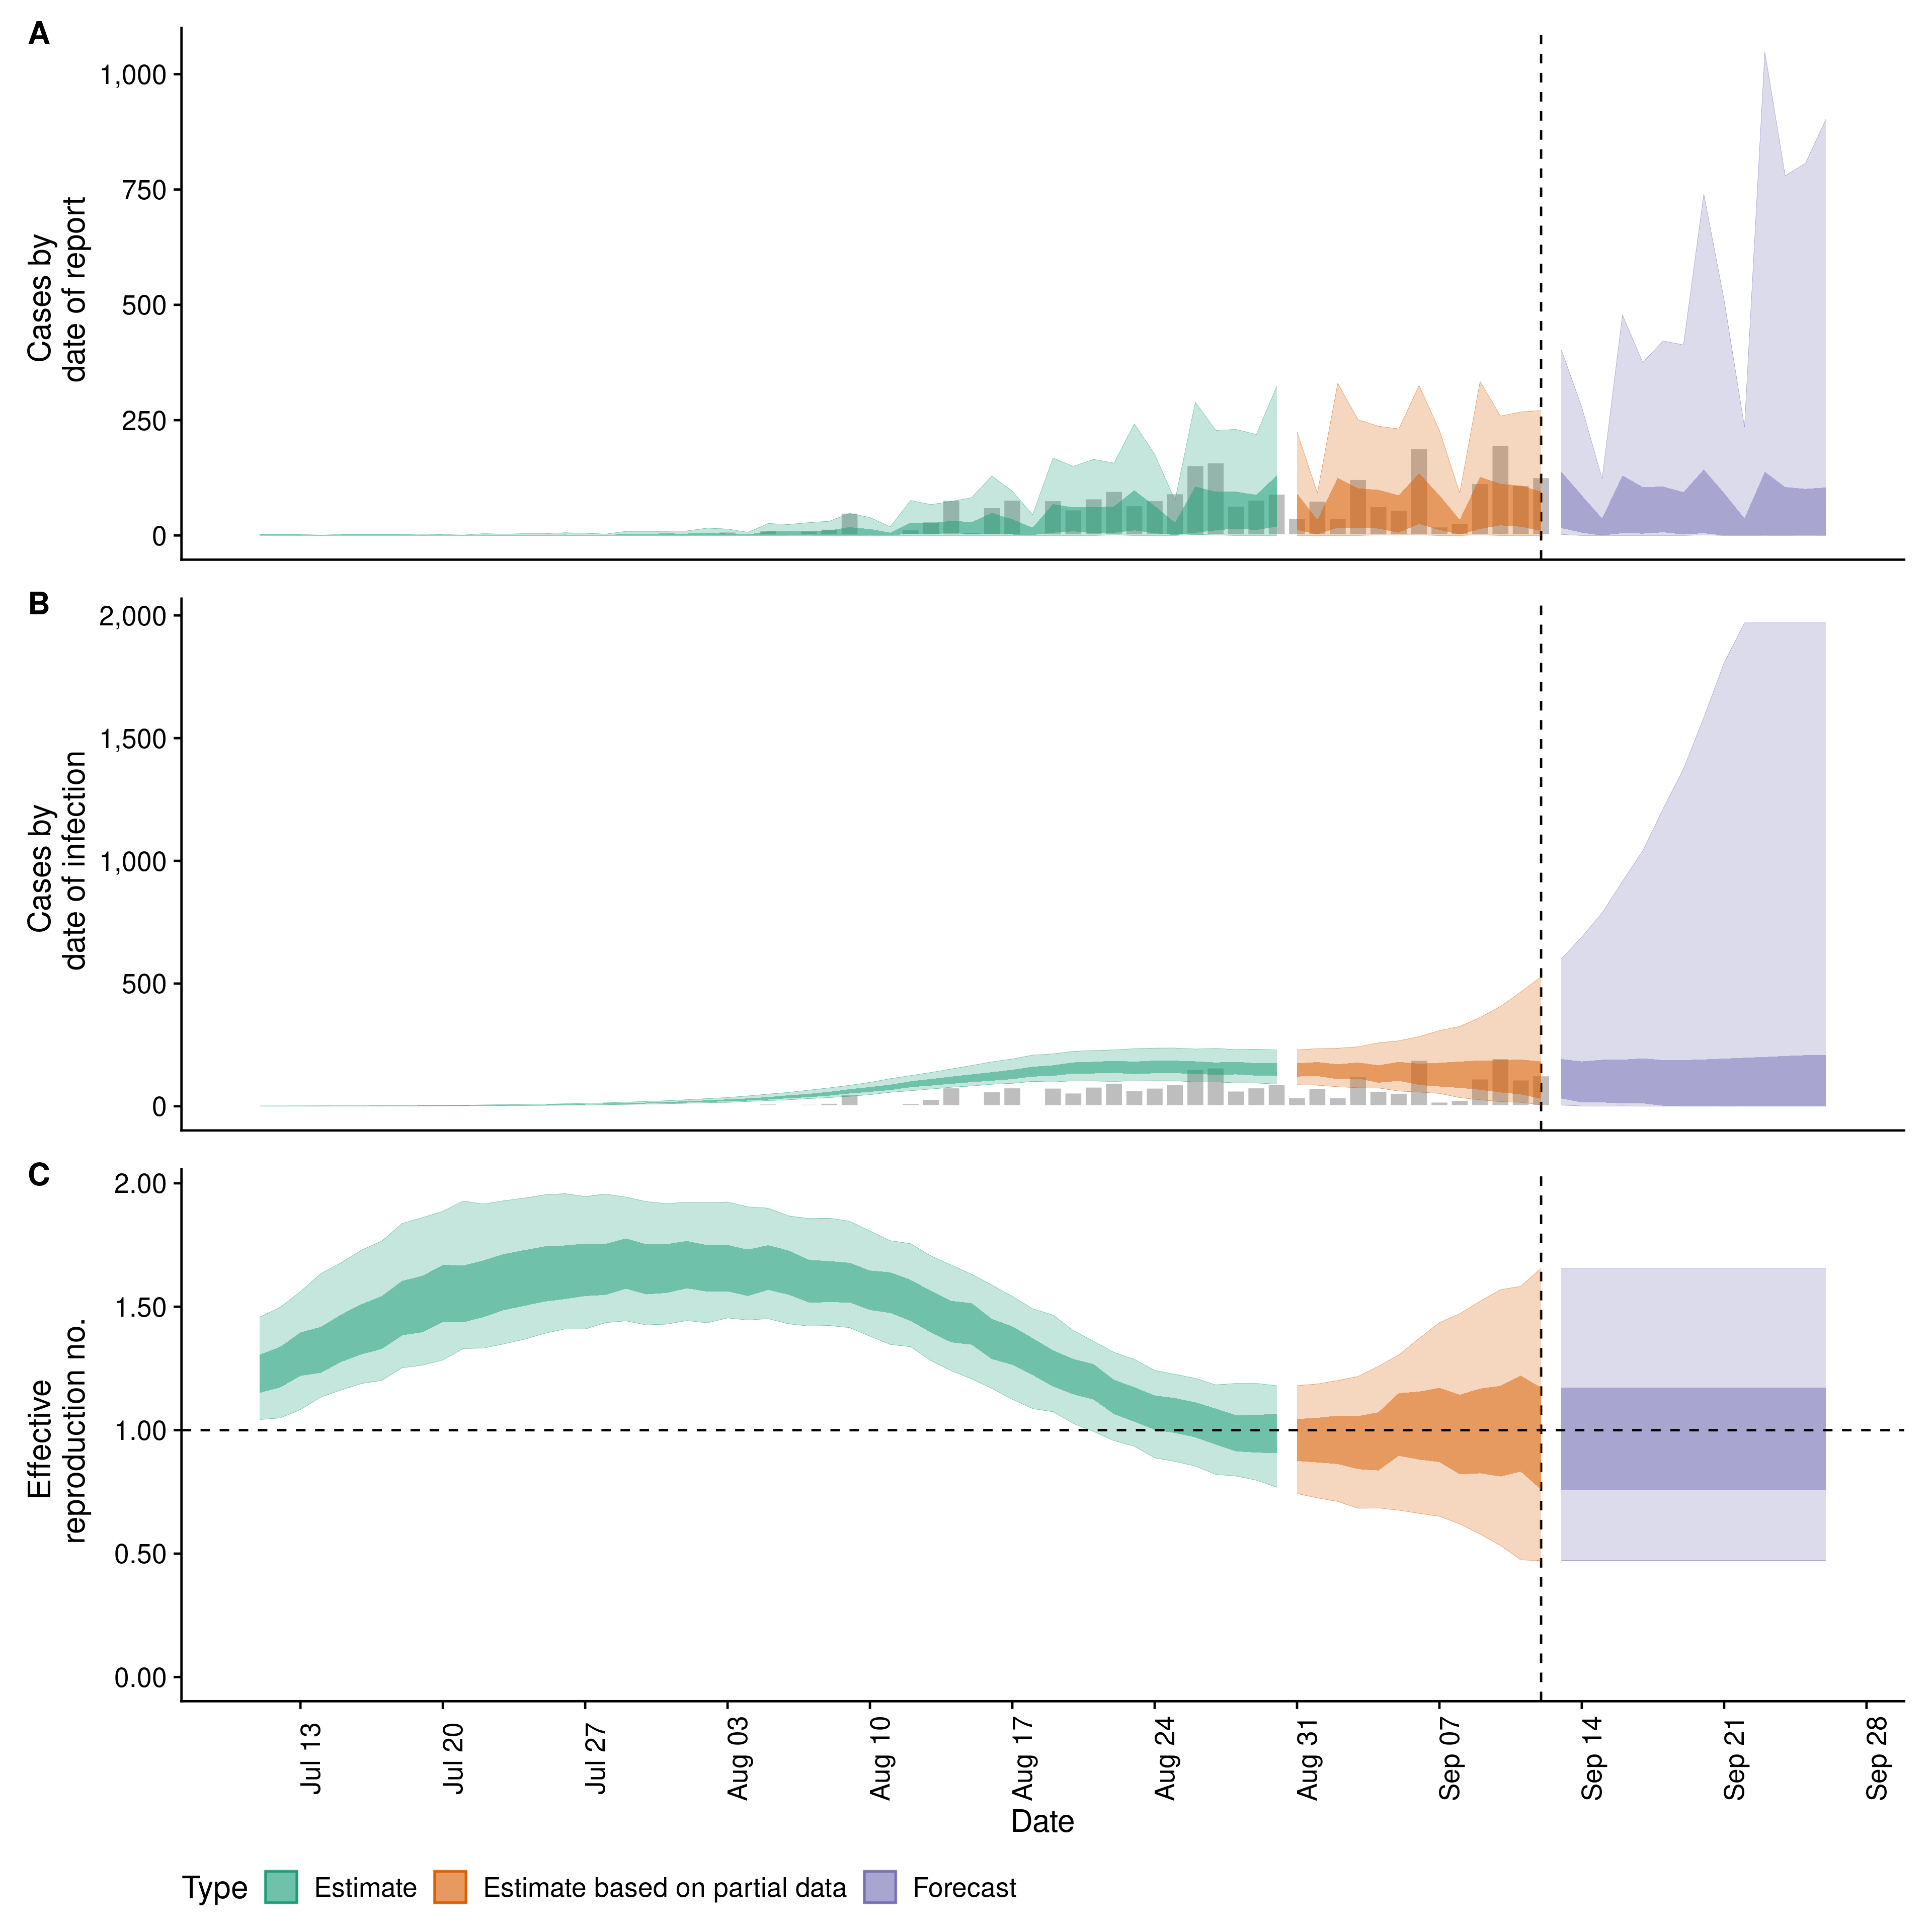 A
1,000
750
500
250
0
Cases by
date of report
B
2,000
1,500
1,000
500
0
Cases by
date of infection
C
2.00
1.50
1.00
0.50
0.00
Effective
reproduction no.
Jul 13
Jul 20
Jul 27
Aug 03
Aug 10
Aug 17
Aug 24
Aug 31
Sep 07
Sep 14
Sep 21
Sep 28
Date
Type Estimate Estimate based on partial data Forecast